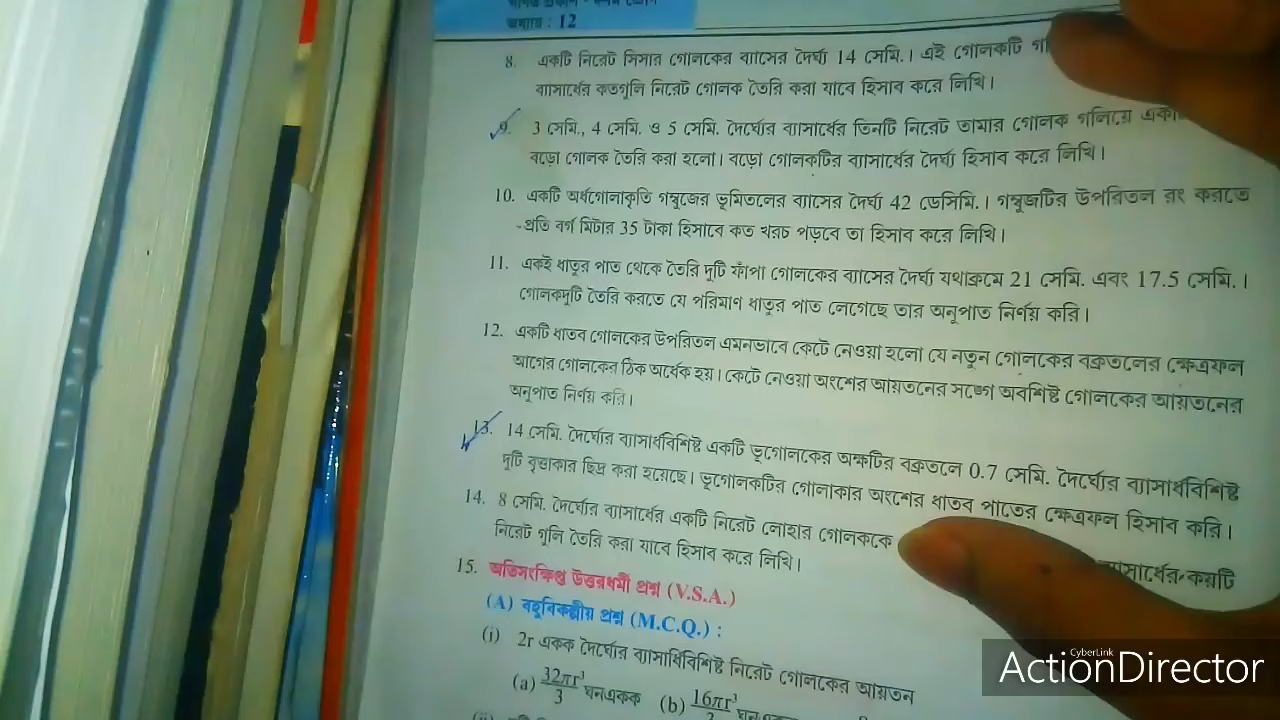 অধ্যায় : 12
8. একটি নিরেট সিসার গোলকের ব্যাসের দৈর্ঘ্য 14 সেমি.। এই গোলকটি
ব্যাসার্ধের কতগুলি নিরেট গোলক তৈরি করা যাবে হিসাব করে লিখি।
9. 3 সেমি., 4 সেমি. ও 5 সেমি. দৈর্ঘ্যের ব্যাসার্ধের তিনটি নিরেট তামার গোলক গলিয়ে
বড়ো গোলক তৈরি করা হলো। বড়ো গোলকটির ব্যাসার্ধের দৈর্ঘ্য হিসাব করে লিখি।
10. একটি অর্ধগোলাকৃতি গম্বুজের ভূমিতলের ব্যাসের দৈর্ঘ্য 42 ডেসিমি.। গম্বুজটির উপরিতল রং করতে
প্রতি বর্গ মিটার 35 টাকা হিসাবে কত খরচ পড়বে তা হিসাব করে লিখি।
11. একই ধাতুর পাত থেকে তৈরি দুটি ফাঁপা গোলকের ব্যাসের দৈর্ঘ্য যথাক্রমে 21 সেমি. এবং 17.5 সেমি.।
গোলকদুটি তৈরি করতে যে পরিমাণ ধাতুর পাত লেগেছে তার অনুপাত নির্ণয় করি।
12. একটি ধাতব গোলকের উপরিতল এমনভাবে কেটে নেওয়া হলো যে নতুন গোলকের বক্রতলের ক্ষেত্রফল
আগের গোলকের ঠিক অর্ধেক হয়। কেটে নেওয়া অংশের আয়তনের সঙ্গে অবশিষ্ট গোলকের আয়তনের
অনুপাত নির্ণয় করি।
13. 14 সেমি. দৈর্ঘ্যের ব্যাসার্ধবিশিষ্ট একটি ভূগোলকের অক্ষটির বক্রতলে 0.7 সেমি. দৈর্ঘ্যের ব্যাসার্ধবিশিষ্ট
দুটি বৃত্তাকার ছিদ্র করা হয়েছে। ভূগোলকটির গোলাকার অংশের ধাতব পাতের ক্ষেত্রফল হিসাব করি।
14. 8 সেমি. দৈর্ঘ্যের ব্যাসার্ধের একটি নিরেট লোহার গোলককে ব্যাসার্ধের কয়টি
নিরেট গুলি তৈরি করা যাবে হিসাব করে লিখি।
15. অতিসংক্ষিপ্ত উত্তরধর্মী প্রশ্ন (V.S.A.)
(A) বহুবিকল্পীয় প্রশ্ন (M.C.Q.) :
(i) 2r একক দৈর্ঘ্যের ব্যাসার্ধবিশিষ্ট নিরেট গোলকের আয়তন
(a) 32πr³/3 ঘনএকক (b) 16πr³
CyberLink
ActionDirector